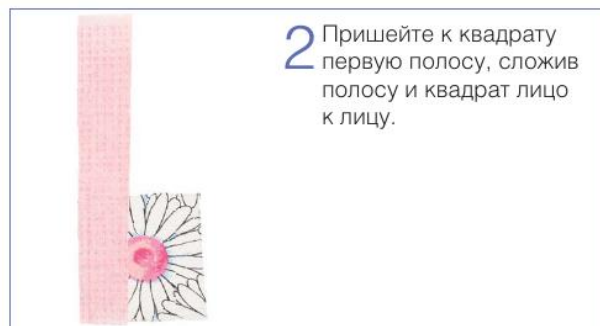 2 Пришейте к квадрату
первую полосу, сложив
полосу и квадрат лицо
к лицу.